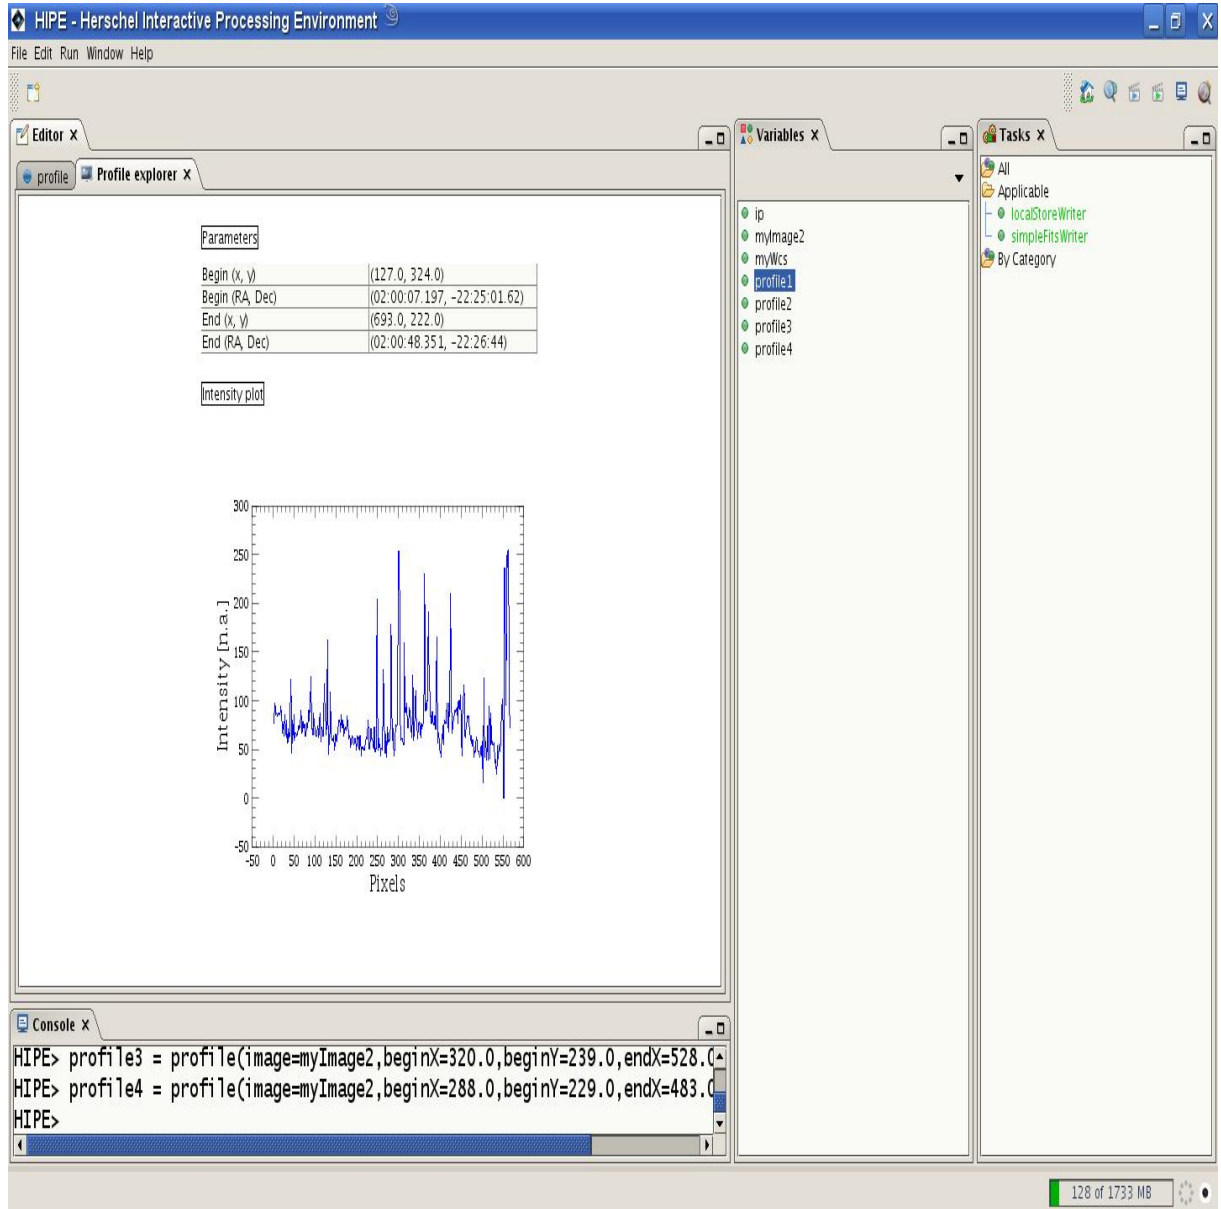 HIPE - Herschel Interactive Processing Environment
File Edit Run Window Help
Editor
profile
Profile explorer
Parameters
Begin (x, y) (127.0, 324.0)
Begin (RA, Dec) (02:00:07.197, -22:25:01.62)
End (x, y) (693.0, 222.0)
End (RA, Dec) (02:00:48.351, -22:26:44)
Intensity plot
300
250
200
150
100
50
0
-50
Intensity [n.a.]
-50 0 50 100 150 200 250 300 350 400 450 500 550 600
Pixels
Variables
ip
myImage2
myWcs
profile1
profile2
profile3
profile4
Tasks
All
Applicable
localStoreWriter
simpleFitsWriter
By Category
Console
HIPE> profile3 = profile(image=myImage2,beginX=320.0,beginY=239.0,endX=528.0
HIPE> profile4 = profile(image=myImage2,beginX=288.0,beginY=229.0,endX=483.0
HIPE>
128 of 1733 MB